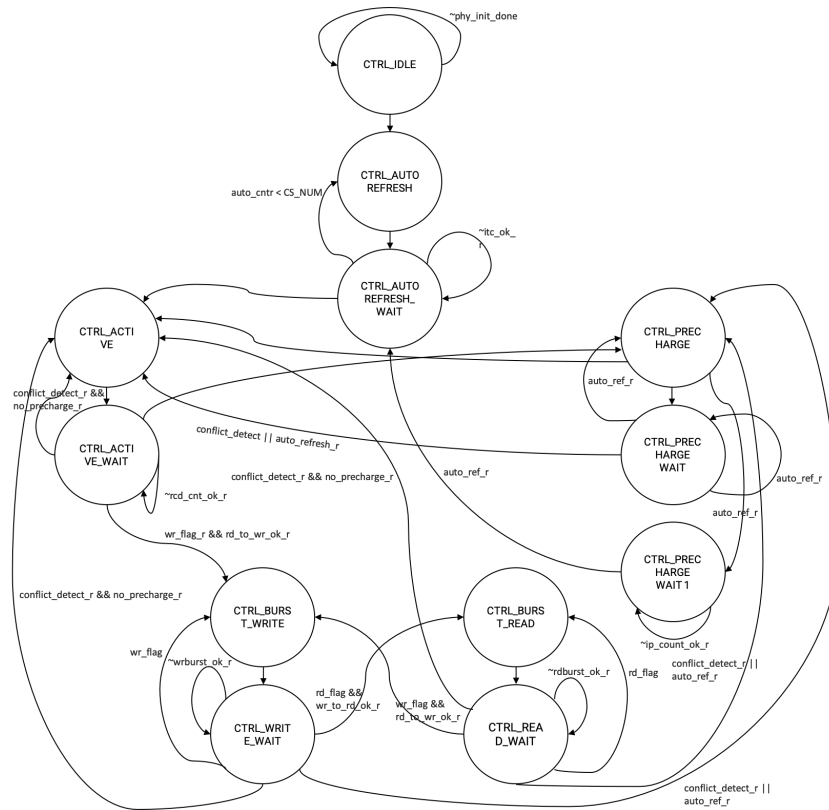 ~phy_init_done
CTRL_IDLE
CTRL_AUTO
REFRESH
auto_cntr < CS_NUM
~itc_ok_
r
CTRL_AUTO
REFRESH_
WAIT
CTRL_ACTI
VE
CTRL_PREC
HARGE
conflict_detect_r &&
no_precharge_r
auto_ref_r
conflict_detect || auto_refresh_r
CTRL_ACTI
VE_WAIT
CTRL_PREC
HARGE
WAIT
conflict_detect_r && no_precharge_r
auto_ref_r
auto_ref_r
~rcd_cnt_ok_r
auto_ref_r
wr_flag_r && rd_to_wr_ok_r
CTRL_PREC
HARGE
WAIT1
conflict_detect_r && no_precharge_r
CTRL_BURS
T_WRITE
CTRL_BURS
T_READ
~ip_count_ok_r
wr_flag
~wrburst_ok_r
~rdburst_ok_r
rd_flag
conflict_detect_r ||
auto_ref_r
rd_flag &&
wr_to_rd_ok_r
wr_flag &&
rd_to_wr_ok_r
CTRL_WRIT
E_WAIT
CTRL_REA
D_WAIT
conflict_detect_r ||
auto_ref_r